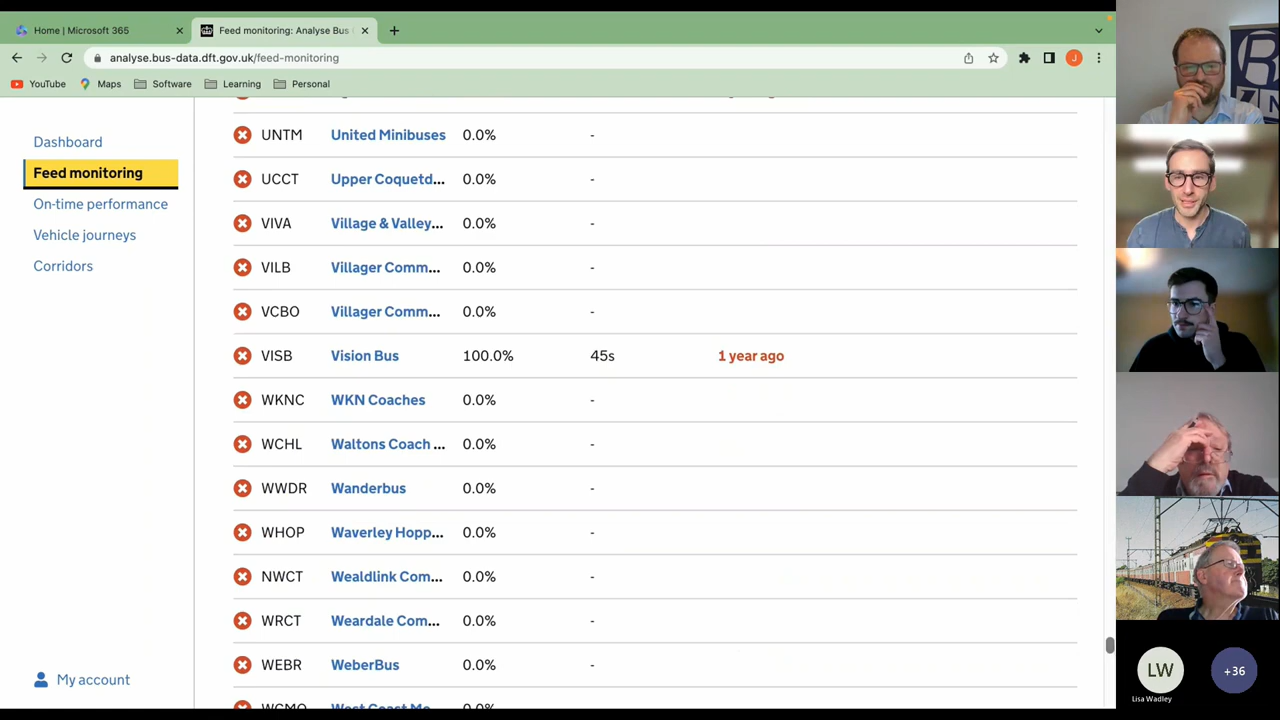 Home | Microsoft 365
Feed monitoring: Analyse Bus
analyse.bus-data.dft.gov.uk/feed-monitoring
J
YouTube
Maps
Software
Learning
Personal
Dashboard
Feed monitoring
On-time performance
Vehicle journeys
Corridors
My account
UNTM United Minibuses 0.0% -
UCCT Upper Coquetd... 0.0% -
VIVA Village & Valley... 0.0% -
VILB Villager Comm... 0.0% -
VCBO Villager Comm... 0.0% -
VISB Vision Bus 100.0% 45s 1 year ago
WKNC WKN Coaches 0.0% -
WCHL Waltons Coach ... 0.0% -
WWDR Wanderbus 0.0% -
WHOP Waverley Hopp... 0.0% -
NWCT Wealdlink Com... 0.0% -
WRCT Weardale Com... 0.0% -
WEBR WeberBus 0.0% -
LW
Lisa Wadley
+36